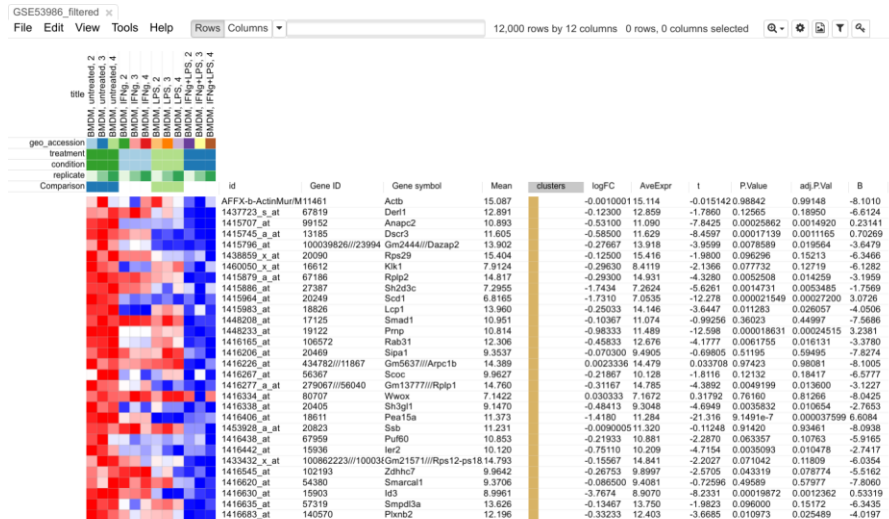 GSE53986_filtered ×
File Edit View Tools Help Rows Columns 12,000 rows by 12 columns 0 rows, 0 columns selected
title BMDM, untreated, 2 BMDM, untreated, 3 BMDM, untreated, 4 BMDM, IFNg, 2 BMDM, IFNg, 3 BMDM, IFNg, 4 BMDM, LPS, 2 BMDM, LPS, 3 BMDM, LPS, 4 BMDM, IFNg+LPS, 2 BMDM, IFNg+LPS, 3 BMDM, IFNg+LPS, 4
geo_accession
treatment
condition
replicate
Comparison id Gene ID Gene symbol Mean clusters logFC AveExpr t P.Value adj.P.Val B
AFFX-b-ActinMur/M 11461 Actb 15.087 -0.0010001 15.114 -0.015142 0.98842 0.99148 -8.1010
1437723_s_at 67819 Derl1 12.891 -0.12300 12.859 -1.7860 0.12565 0.18950 -6.6124
1415707_at 99152 Anapc2 10.893 -0.53100 11.090 -7.8425 0.00025862 0.0014920 0.23141
1415745_a_at 13185 Dscr3 11.605 -0.58500 11.629 -8.4597 0.00017139 0.0011165 0.70269
1415796_at 100039826///23994 Gm2444///Dazap2 13.902 -0.27667 13.918 -3.9599 0.0078589 0.019564 -3.6479
1438859_x_at 20090 Rps29 15.404 -0.12500 15.416 -1.9800 0.096296 0.15213 -6.3466
1460050_x_at 16612 Klk1 7.9124 -0.29630 8.4119 -2.1366 0.077732 0.12719 -6.1282
1415879_a_at 67186 Rplp2 14.817 -0.29300 14.931 -4.3280 0.0052508 0.014259 -3.1959
1415886_at 27387 Sh2d3c 7.2955 -1.7434 7.2624 -5.6261 0.0014731 0.0053485 -1.7569
1415964_at 20249 Scd1 6.8165 -1.7310 7.0535 -12.278 0.000021549 0.00027200 3.0726
1415983_at 18826 Lcp1 13.960 -0.25033 14.146 -3.6447 0.011283 0.026057 -4.0506
1448208_at 17125 Smad1 10.951 -0.10367 11.074 -0.99256 0.36023 0.44997 -7.5686
1448233_at 19122 Prnp 10.814 -0.98333 11.489 -12.598 0.000018631 0.00024515 3.2381
1416165_at 106572 Rab31 12.306 -0.45833 12.676 -4.1777 0.0061755 0.016131 -3.3780
1416206_at 20469 Sipa1 9.3537 -0.070300 9.4905 -0.69805 0.51195 0.59495 -7.8274
1416226_at 434782///11867 Gm5637///Arpc1b 14.389 0.0023336 14.479 0.033708 0.97423 0.98081 -8.1005
1416267_at 56367 Scoc 9.9627 -0.21867 10.128 -1.8116 0.12132 0.18417 -6.5777
1416277_a_at 279067///56040 Gm13777///Rplp1 14.760 -0.31167 14.785 -4.3892 0.0049199 0.013600 -3.1227
1416334_at 80707 Wwox 7.1422 0.030333 7.1672 0.31792 0.76160 0.81266 -8.0425
1416338_at 20405 Sh3gl1 9.1470 -0.48413 9.3048 -4.6949 0.0035832 0.010654 -2.7653
1416406_at 18611 Pea15a 11.373 -1.4180 11.284 -21.316 9.1491e-7 0.000037599 6.6084
1453928_a_at 20823 Ssb 11.231 -0.0090005 11.320 -0.11248 0.91420 0.93461 -8.0938
1416438_at 67959 Puf60 10.853 -0.21933 10.881 -2.2870 0.063357 0.10763 -5.9165
1416442_at 15936 Ier2 10.120 -0.75110 10.209 -4.7154 0.0035093 0.010478 -2.7417
1433432_x_at Gm21571///Rps12-ps18 14.793 -0.15567 14.841 -2.2027 0.071042 0.11809 -6.0354
1416545_at 102193 Zdhhc7 9.9642 -0.26753 9.8997 -2.5705 0.043319 0.078774 -5.5162
1416620_at 54380 Smarcal1 9.3706 -0.086500 9.4081 -0.72596 0.49589 0.57977 -7.8060
1416630_at 15903 Id3 8.9961 -3.7674 8.9070 -8.2331 0.00019872 0.0012362 0.53319
1416635_at 57319 Smpdl3a 13.626 -0.13467 13.750 -1.9823 0.096000 0.15172 -6.3435
1416683_at 140570 Plxnb2 12.196 -0.33233 12.403 -3.6685 0.010973 0.025489 -4.0197